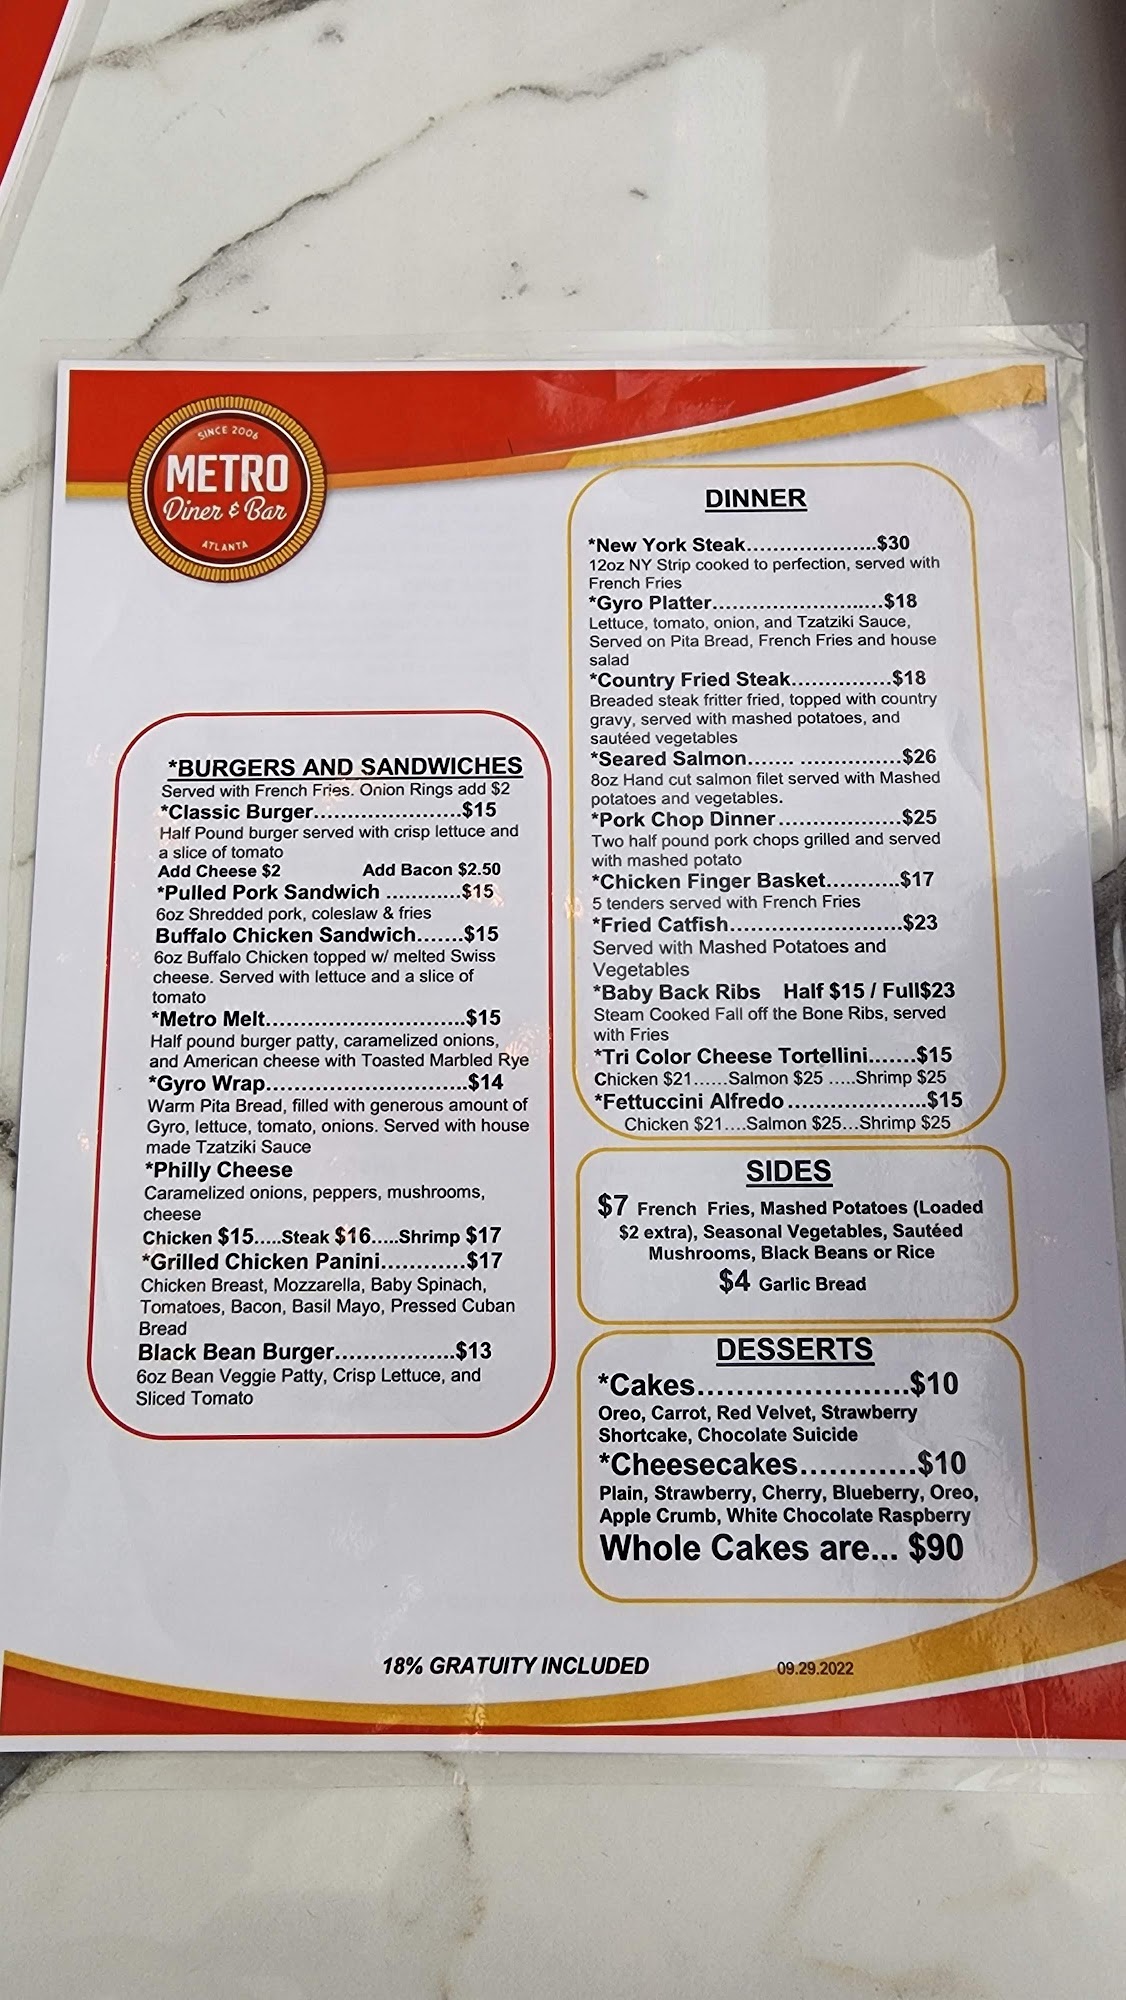 SINCE 2006
METRO
Diner & Bar
ATLANTA
*BURGERS AND SANDWICHES
Served with French Fries. Onion Rings add $2
*Classic Burger......................$15
Half Pound burger served with crisp lettuce and
a slice of tomato
Add Cheese $2 Add Bacon $2.50
*Pulled Pork Sandwich ............$15
6oz Shredded pork, coleslaw & fries
Buffalo Chicken Sandwich.......$15
6oz Buffalo Chicken topped w/ melted Swiss
cheese. Served with lettuce and a slice of
tomato
*Metro Melt..............................$15
Half pound burger patty, caramelized onions,
and American cheese with Toasted Marbled Rye
*Gyro Wrap..............................$14
Warm Pita Bread, filled with generous amount of
Gyro, lettuce, tomato, onions. Served with house
made Tzatziki Sauce
*Philly Cheese
Caramelized onions, peppers, mushrooms,
cheese
Chicken $15.....Steak $16.....Shrimp $17
*Grilled Chicken Panini............$17
Chicken Breast, Mozzarella, Baby Spinach,
Tomatoes, Bacon, Basil Mayo, Pressed Cuban
Bread
Black Bean Burger..................$13
6oz Bean Veggie Patty, Crisp Lettuce, and
Sliced Tomato
DINNER
*New York Steak....................$30
12oz NY Strip cooked to perfection, served with
French Fries
*Gyro Platter..........................$18
Lettuce, tomato, onion, and Tzatziki Sauce,
Served on Pita Bread, French Fries and house
salad
*Country Fried Steak...............$18
Breaded steak fritter fried, topped with country
gravy, served with mashed potatoes, and
sautéed vegetables
*Seared Salmon....... ................$26
8oz Hand cut salmon filet served with Mashed
potatoes and vegetables.
*Pork Chop Dinner..................$25
Two half pound pork chops grilled and served
with mashed potato
*Chicken Finger Basket...........$17
5 tenders served with French Fries
*Fried Catfish..........................$23
Served with Mashed Potatoes and
Vegetables
*Baby Back Ribs Half $15 / Full$23
Steam Cooked Fall off the Bone Ribs, served
with Fries
*Tri Color Cheese Tortellini.......$15
Chicken $21......Salmon $25 .....Shrimp $25
*Fettuccini Alfredo.....................$15
Chicken $21....Salmon $25...Shrimp $25
SIDES
$7 French Fries, Mashed Potatoes (Loaded
$2 extra), Seasonal Vegetables, Sautéed
Mushrooms, Black Beans or Rice
$4 Garlic Bread
DESSERTS
*Cakes......................$10
Oreo, Carrot, Red Velvet, Strawberry
Shortcake, Chocolate Suicide
*Cheesecakes............$10
Plain, Strawberry, Cherry, Blueberry, Oreo,
Apple Crumb, White Chocolate Raspberry
Whole Cakes are... $90
18% GRATUITY INCLUDED 09.29.2022